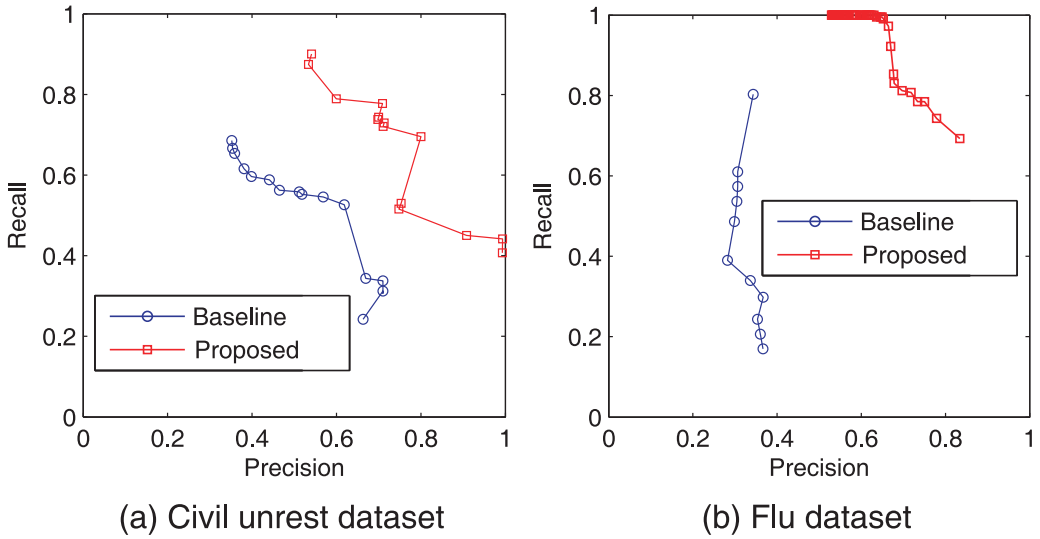 1
0.8
0.6
0.4
0.2
0
Recall
0 0.2 0.4 0.6 0.8 1
Precision
Baseline
Proposed
(a) Civil unrest dataset
1
0.8
0.6
0.4
0.2
0
Recall
0 0.2 0.4 0.6 0.8 1
Precision
Baseline
Proposed
(b) Flu dataset